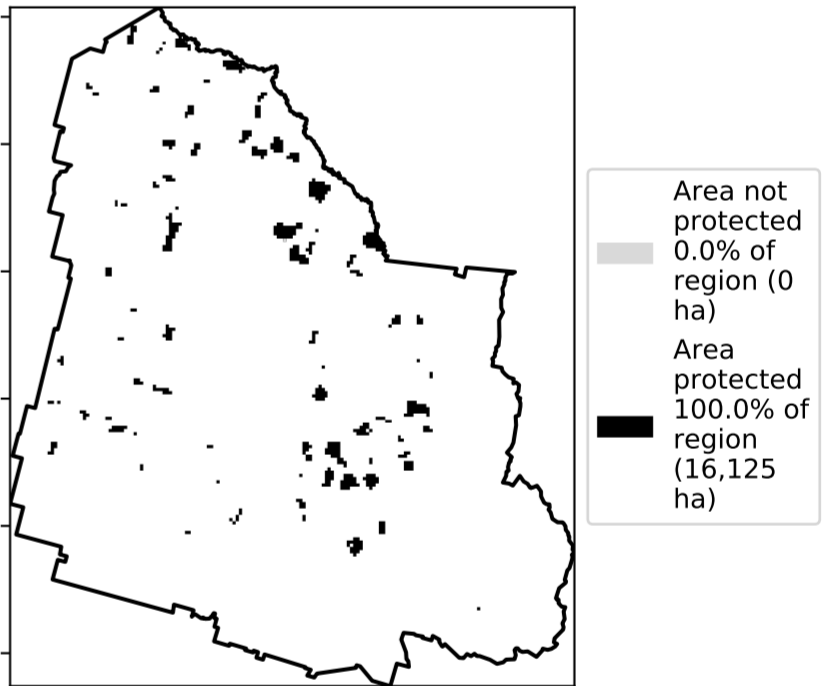 Area not
protected
0.0% of
region (0
ha)
Area
protected
100.0% of
region
(16,125
ha)